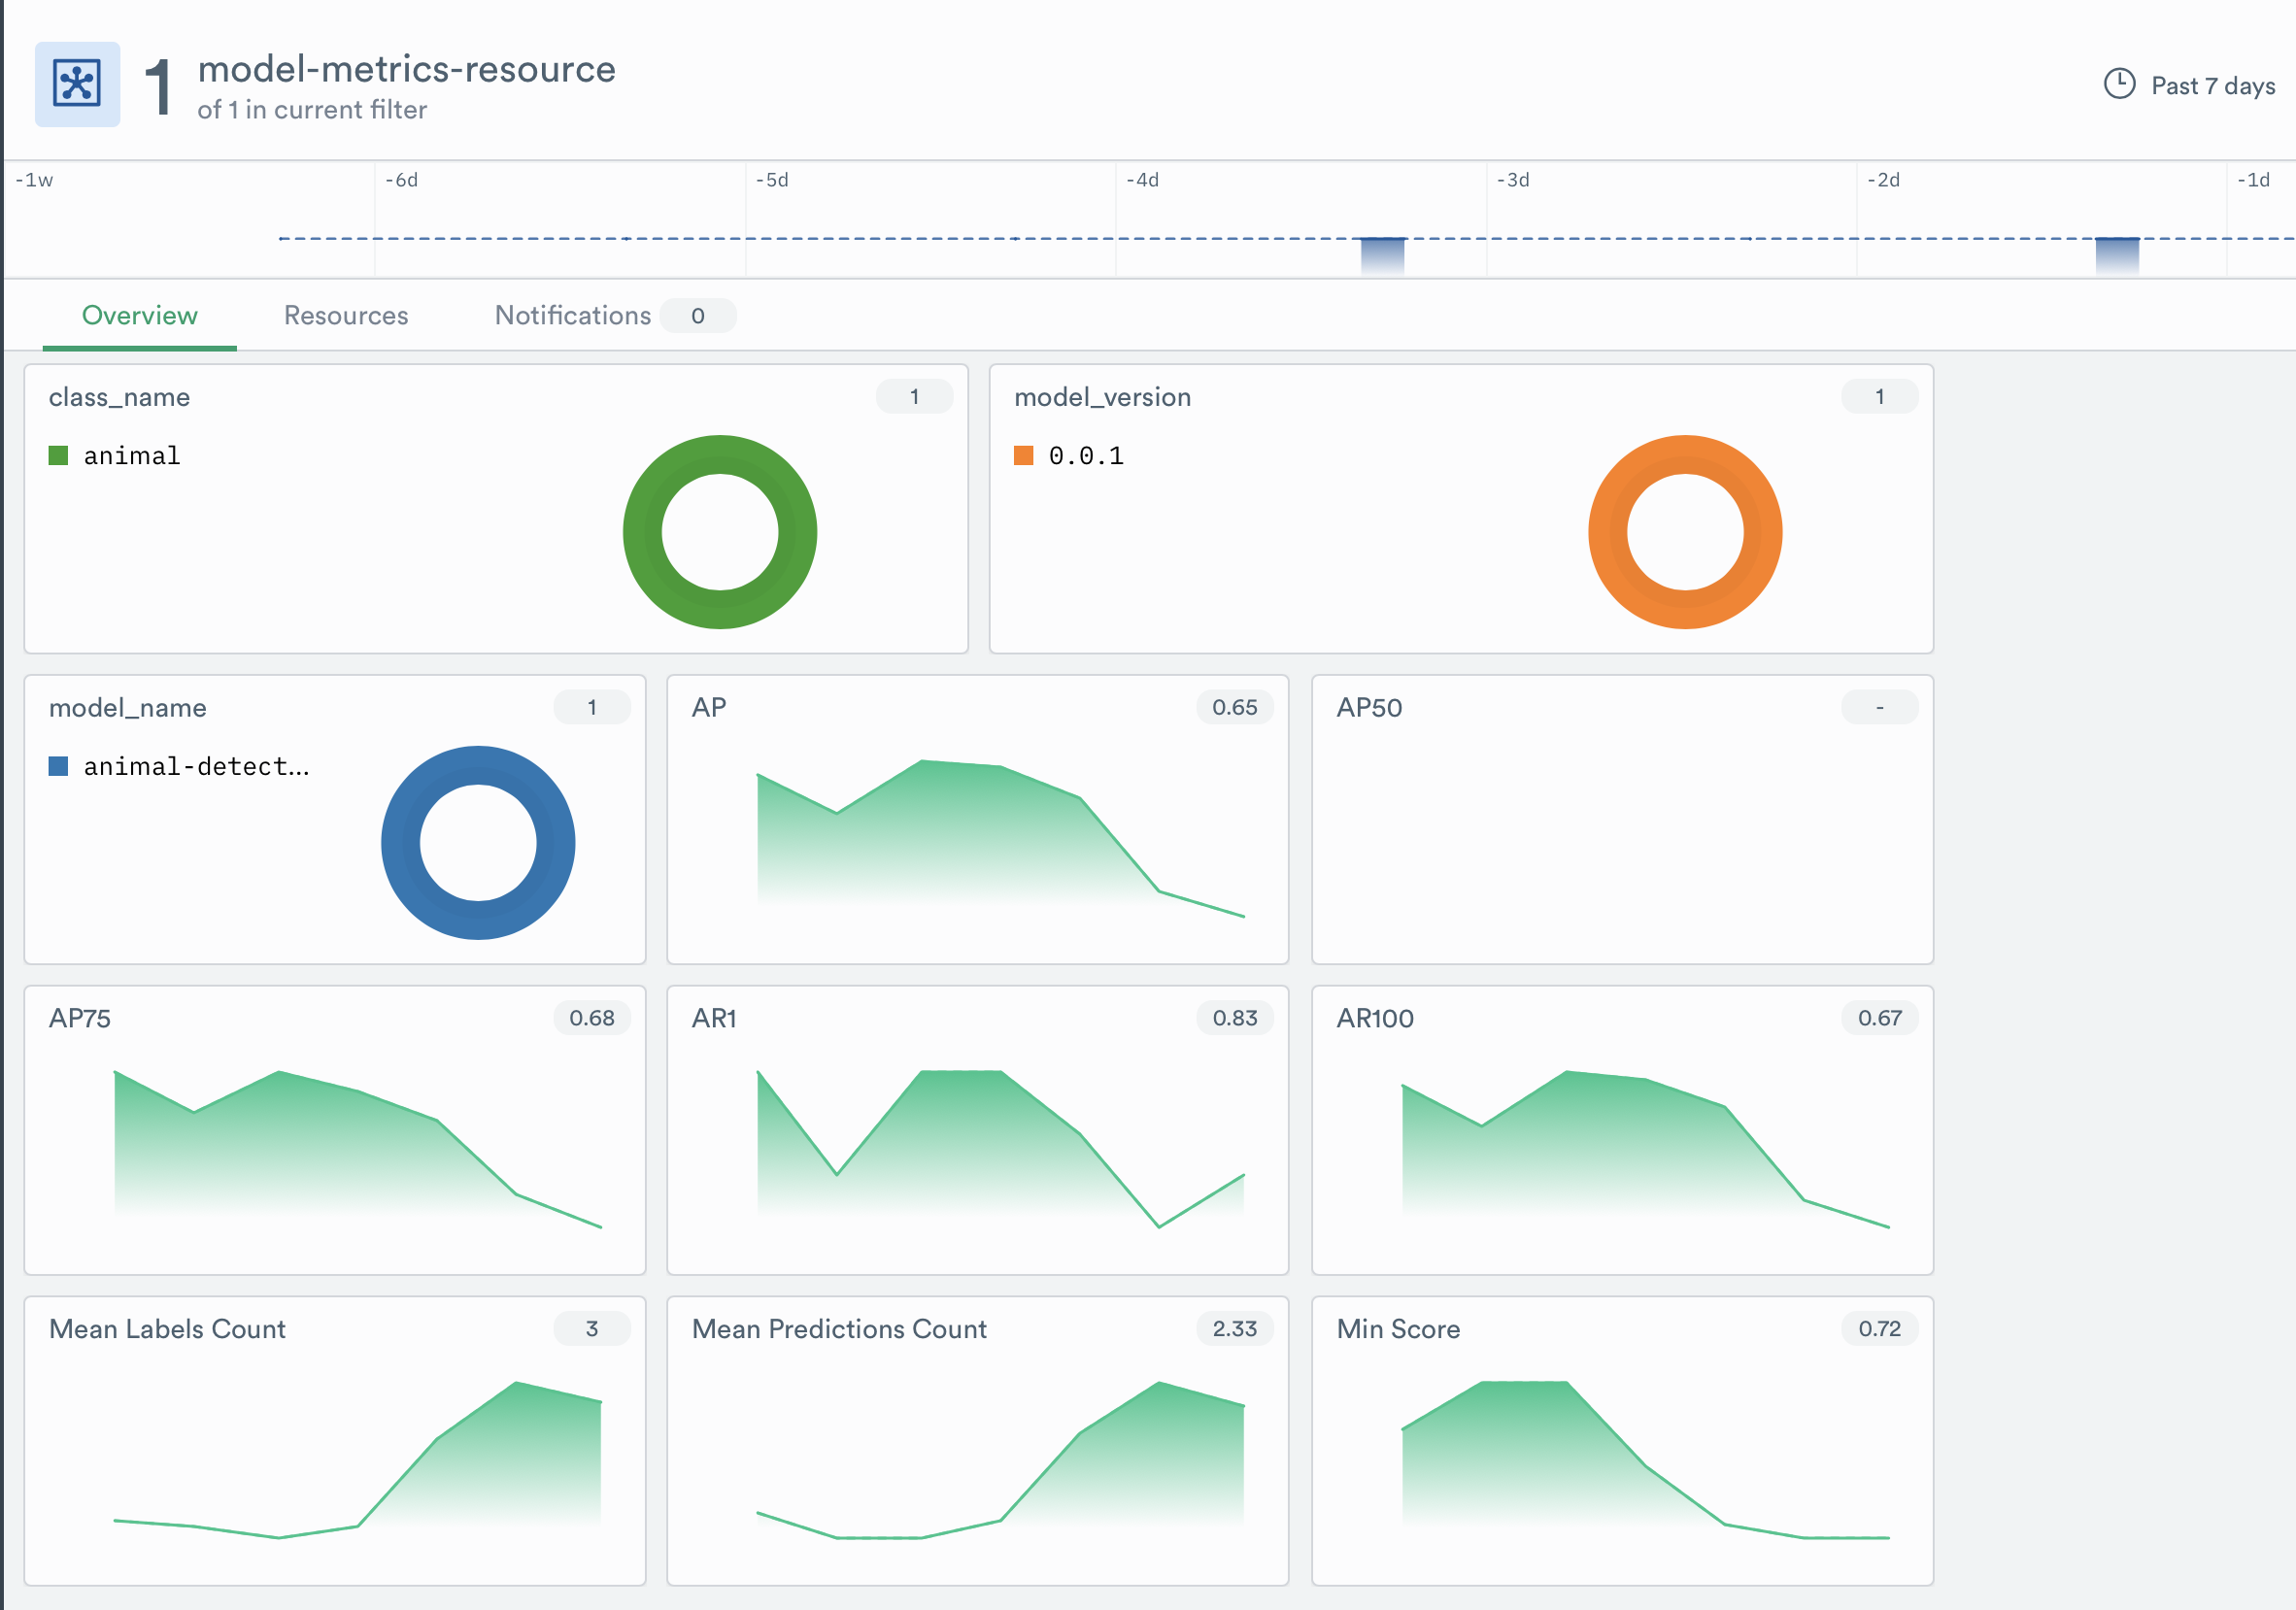 1
model-metrics-resource
of 1 in current filter
Past 7 days
-1w -6d -5d -4d -3d -2d -1d
Overview Resources Notifications 0
class_name 1
animal
model_version 1
0.0.1
model_name 1
animal-detect...
AP 0.65
AP50 -
AP75 0.68
AR1 0.83
AR100 0.67
Mean Labels Count 3
Mean Predictions Count 2.33
Min Score 0.72